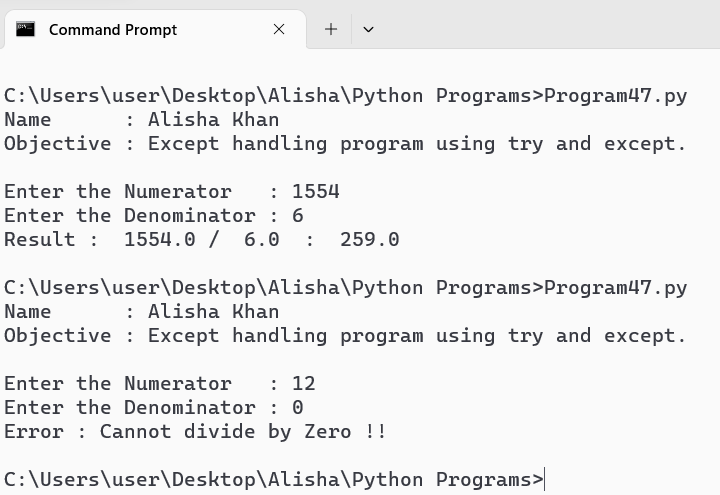 Command Prompt
C:\Users\user\Desktop\Alisha\Python Programs>Program47.py
Name      : Alisha Khan
Objective : Except handling program using try and except.
Enter the Numerator   : 1554
Enter the Denominator : 6
Result :  1554.0 /  6.0  :  259.0
C:\Users\user\Desktop\Alisha\Python Programs>Program47.py
Name      : Alisha Khan
Objective : Except handling program using try and except.
Enter the Numerator   : 12
Enter the Denominator : 0
Error : Cannot divide by Zero !!
C:\Users\user\Desktop\Alisha\Python Programs>